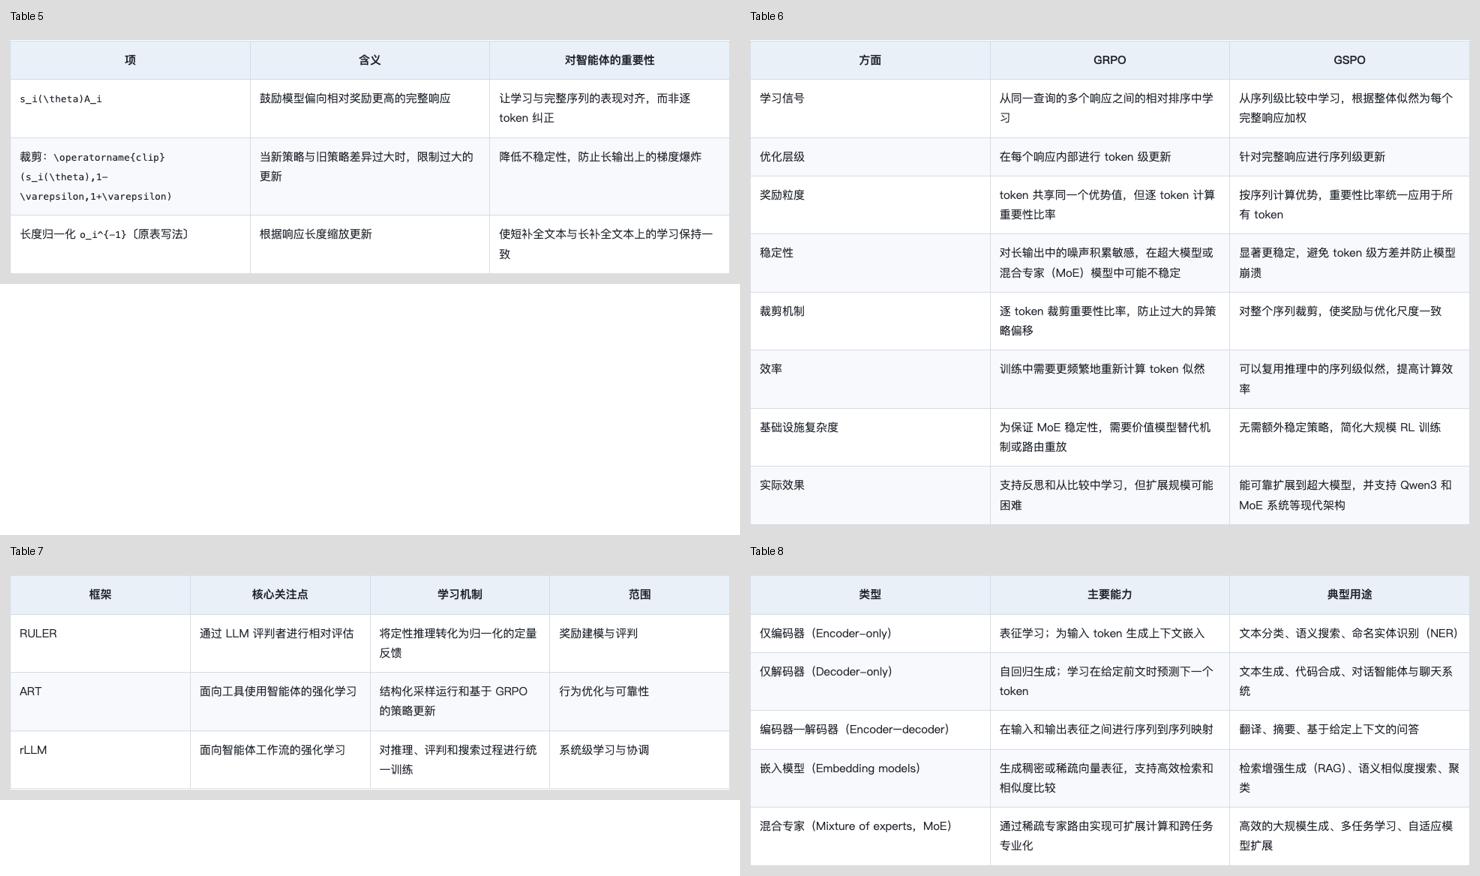 Table 5
项 含义 对智能体的重要性
s_i(\theta)A_i 鼓励模型偏向相对奖励更高的完整响应 让学习与完整序列的表现对齐，而非逐
token 纠正
裁剪：\operatorname{clip} 当新策略与旧策略差异过大时，限制过大的 降低不稳定性，防止长输出上的梯度爆炸
(s_i(\theta),1- 更新
\varepsilon,1+\varepsilon)
长度归一化 o_i^{-1}〔原表写法〕 根据响应长度缩放更新 使短补全文本与长补全文本上的学习保持一
致
Table 6
方面 GRPO GSPO
学习信号 从同一查询的多个响应之间的相对排序中学 从序列级比较中学习，根据整体似然为每个
习 完整响应加权
优化层级 在每个响应内部进行 token 级更新 针对完整响应进行序列级更新
奖励粒度 token 共享同一个优势值，但逐 token 计算 按序列计算优势，重要性比率统一应用于所
重要性比率 有 token
稳定性 对长输出中的噪声积累敏感，在超大模型或 显著更稳定，避免 token 级方差并防止模型
混合专家（MoE）模型中可能不稳定 崩溃
裁剪机制 逐 token 裁剪重要性比率，防止过大的异策 对整个序列裁剪，使奖励与优化尺度一致
略偏移
效率 训练中需要更频繁地重新计算 token 似然 可以复用推理中的序列级似然，提高计算效
率
基础设施复杂度 为保证 MoE 稳定性，需要价值模型替代机 无需额外稳定策略，简化大规模 RL 训练
制或路由重放
实际效果 支持反思和从比较中学习，但扩展规模可能 能可靠扩展到超大模型，并支持 Qwen3 和
困难 MoE 系统等现代架构
Table 7
框架 核心关注点 学习机制 范围
RULER 通过 LLM 评判者进行相对评估 将定性推理转化为归一化的定量 奖励建模与评判
反馈
ART 面向工具使用智能体的强化学习 结构化采样运行和基于 GRPO 行为优化与可靠性
的策略更新
rLLM 面向智能体工作流的强化学习 对推理、评判和搜索过程进行统 系统级学习与协调
一训练
Table 8
类型 主要能力 典型用途
仅编码器（Encoder-only） 表征学习；为输入 token 生成上下文嵌入 文本分类、语义搜索、命名实体识别（NER）
仅解码器（Decoder-only） 自回归生成；学习在给定前文时预测下一个 文本生成、代码合成、对话智能体与聊天系
token 统
编码器—解码器（Encoder—decoder） 在输入和输出表征之间进行序列到序列映射 翻译、摘要、基于给定上下文的问答
嵌入模型（Embedding models） 生成稠密或稀疏向量表征，支持高效检索和 检索增强生成（RAG）、语义相似度搜索、聚
相似度比较 类
混合专家（Mixture of experts，MoE） 通过稀疏专家路由实现可扩展计算和跨任务 高效的大规模生成、多任务学习、自适应模
专业化 型扩展